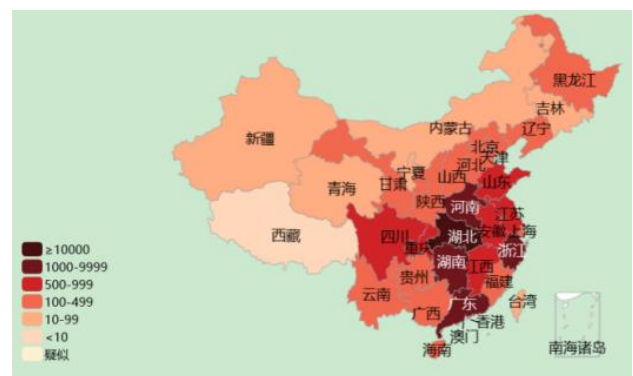 黑龙江
吉林
辽宁
内蒙古
新疆
北京
天津
河北
宁夏
山西
山东
青海
甘肃
陕西
河南
江苏
西藏
四川
重庆
湖北
安徽
上海
浙江
湖南
江西
贵州
福建
云南
广西
广东
台湾
香港
澳门
海南
南海诸岛
≥10000
1000-9999
500-999
100-499
10-99
<10
疑似